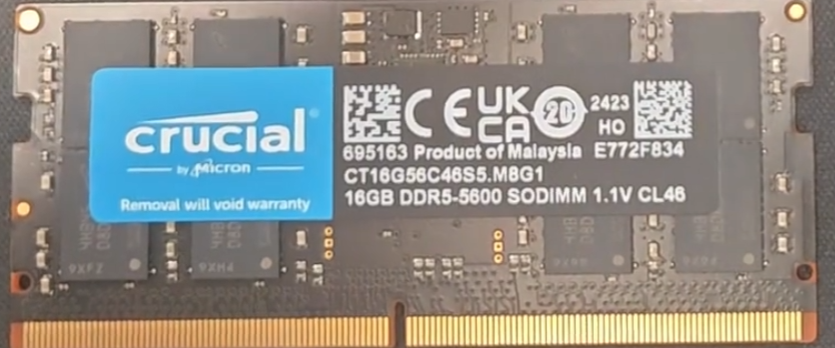 crucial
by Micron
Removal will void warranty
CE UK CA 20 2423
HO
695163 Product of Malaysia E772F834
CT16G56C46S5.M8G1
16GB DDR5-5600 SODIMM 1.1V CL46